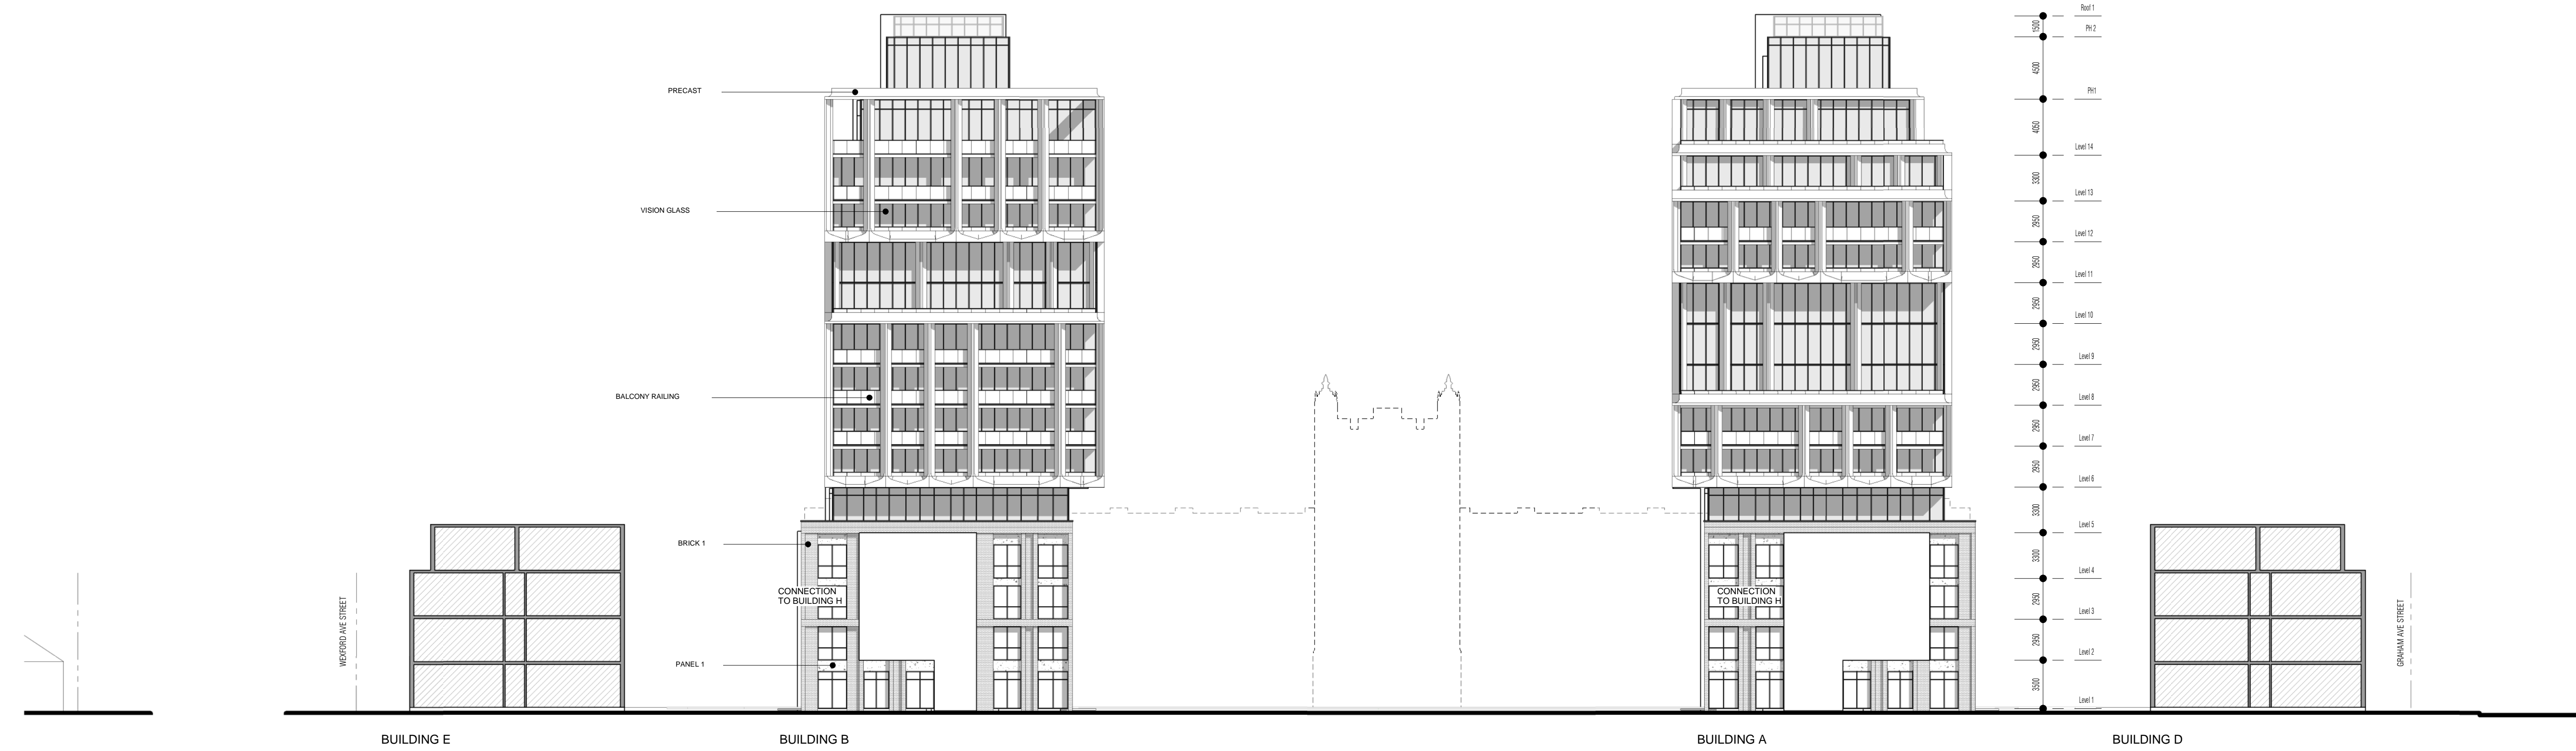 PRECAST
VISION GLASS
BALCONY RAILING
BRICK 1
CONNECTION
TO BUILDING H
PANEL 1
WEXFORD AVE STREET
CONNECTION
TO BUILDING H
Roof 1
1500
PH 2
4500
PH1
4050
Level 14
3300
Level 13
2950
Level 12
2950
Level 11
2950
Level 10
2950
Level 9
2950
Level 8
2950
Level 7
2950
Level 6
3300
Level 5
3300
Level 4
2950
Level 3
2950
Level 2
3500
Level 1
GRAHAM AVE STREET
BUILDING E
BUILDING B
BUILDING A
BUILDING D